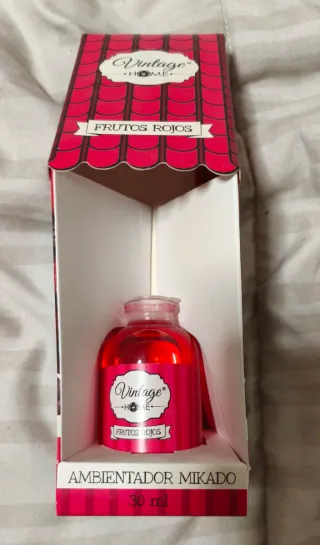 Vintage®
HOME
FRUTOS ROJOS
Vintage®
HOME
FRUTOS ROJOS
AMBIENTADOR MIKADO
30 ml